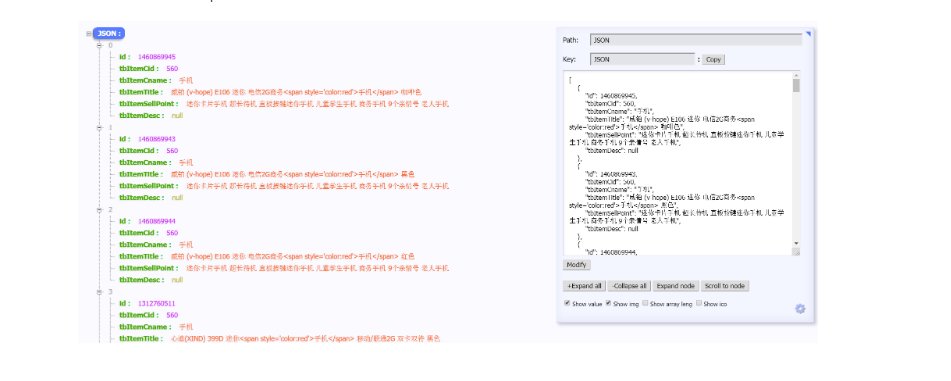 JSON :
0
id : 1460869945
tbItemCid : 560
tbItemCname : 手机
tbItemTitle : 威铂 (v-hope) E106 迷你 电信2G商务<span style='color:red'>手机</span> 咖啡色
tbItemSellPoint : 迷你卡片手机 超长待机 直板按键迷你手机 儿童学生手机 商务手机 9个亲情号 老人手机
tbItemDesc : null
1
id : 1460869943
tbItemCid : 560
tbItemCname : 手机
tbItemTitle : 威铂 (v-hope) E106 迷你 电信2G商务<span style='color:red'>手机</span> 黑色
tbItemSellPoint : 迷你卡片手机 超长待机 直板按键迷你手机 儿童学生手机 商务手机 9个亲情号 老人手机
tbItemDesc : null
2
id : 1460869944
tbItemCid : 560
tbItemCname : 手机
tbItemTitle : 威铂 (v-hope) E106 迷你 电信2G商务<span style='color:red'>手机</span> 红色
tbItemSellPoint : 迷你卡片手机 超长待机 直板按键迷你手机 儿童学生手机 商务手机 9个亲情号 老人手机
tbItemDesc : null
3
id : 1312760511
tbItemCid : 560
tbItemCname : 手机
tbItemTitle : 心迪(XIND) 399D 迷你<span style='color:red'>手机</span> 移动/联通2G 双卡双待 黑色
Path: JSON
Key: JSON : Copy
[
{
"id": 1460869945,
"tbItemCid": 560,
"tbItemCname": "手机",
"tbItemTitle": "威铂 (v-hope) E106 迷你 电信2G商务<span
style='color:red'>手机</span> 咖啡色",
"tbItemSellPoint": "迷你卡片手机 超长待机 直板按键迷你手机 儿童学
生手机 商务手机 9个亲情号 老人手机",
"tbItemDesc": null
},
{
"id": 1460869943,
"tbItemCid": 560,
"tbItemCname": "手机",
"tbItemTitle": "威铂 (v-hope) E106 迷你 电信2G商务<span
style='color:red'>手机</span> 黑色",
"tbItemSellPoint": "迷你卡片手机 超长待机 直板按键迷你手机 儿童学
生手机 商务手机 9个亲情号 老人手机",
"tbItemDesc": null
},
{
"id": 1460869944,
Modify
+Expand all -Collapse all Expand node Scroll to node
Show value Show img Show array leng Show ico